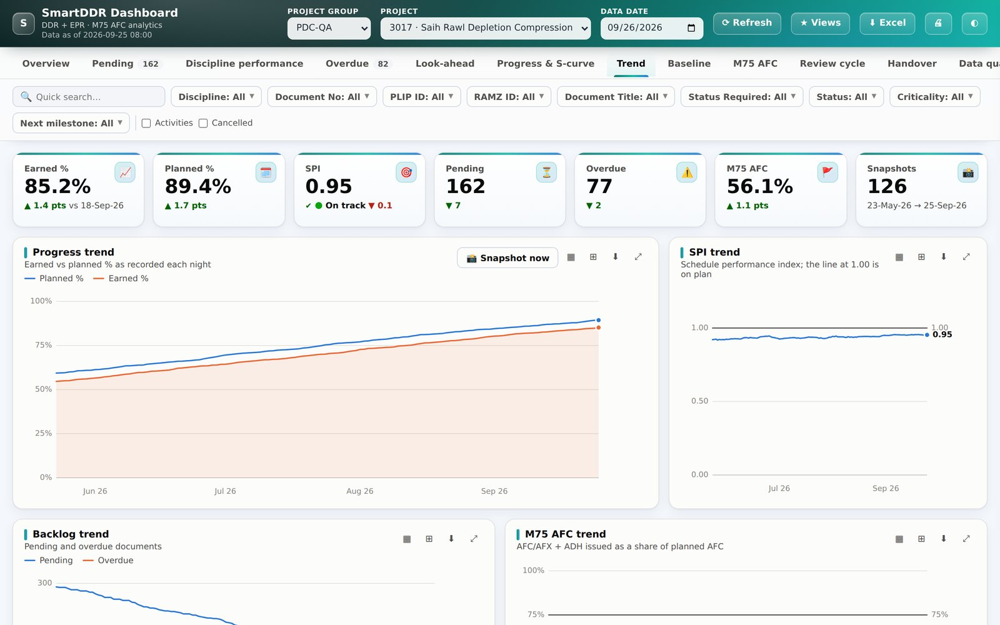 S
SmartDDR Dashboard
DDR + EPR · M75 AFC analytics
Data as of 2026-09-25 08:00
PROJECT GROUP
PDC-QA
PROJECT
3017 · Saih Rawl Depletion Compression
DATA DATE
09/26/2026
⟳ Refresh
★ Views
⬇ Excel
Overview
Pending 162
Discipline performance
Overdue 82
Look-ahead
Progress & S-curve
Trend
Baseline
M75 AFC
Review cycle
Handover
Data qu
Quick search...
Discipline: All
Document No: All
PLIP ID: All
RAMZ ID: All
Document Title: All
Status Required: All
Status: All
Criticality: All
Next milestone: All
Activities
Cancelled
Earned %
85.2%
▲ 1.4 pts vs 18-Sep-26
Planned %
89.4%
▲ 1.7 pts
SPI
0.95
✔ On track ▼ 0.1
Pending
162
▼ 7
Overdue
77
▼ 2
M75 AFC
56.1%
▲ 1.1 pts
Snapshots
126
23-May-26 → 25-Sep-26
Progress trend
Earned vs planned % as recorded each night
Planned %
Earned %
Snapshot now
100%
75%
50%
25%
0%
Jun 26
Jul 26
Aug 26
Sep 26
SPI trend
Schedule performance index; the line at 1.00 is
on plan
1.00
1.00
0.95
0.50
0.00
Jul 26
Sep 26
Backlog trend
Pending and overdue documents
Pending
Overdue
300
M75 AFC trend
AFC/AFX + ADH issued as a share of planned AFC
100%
75%
75%